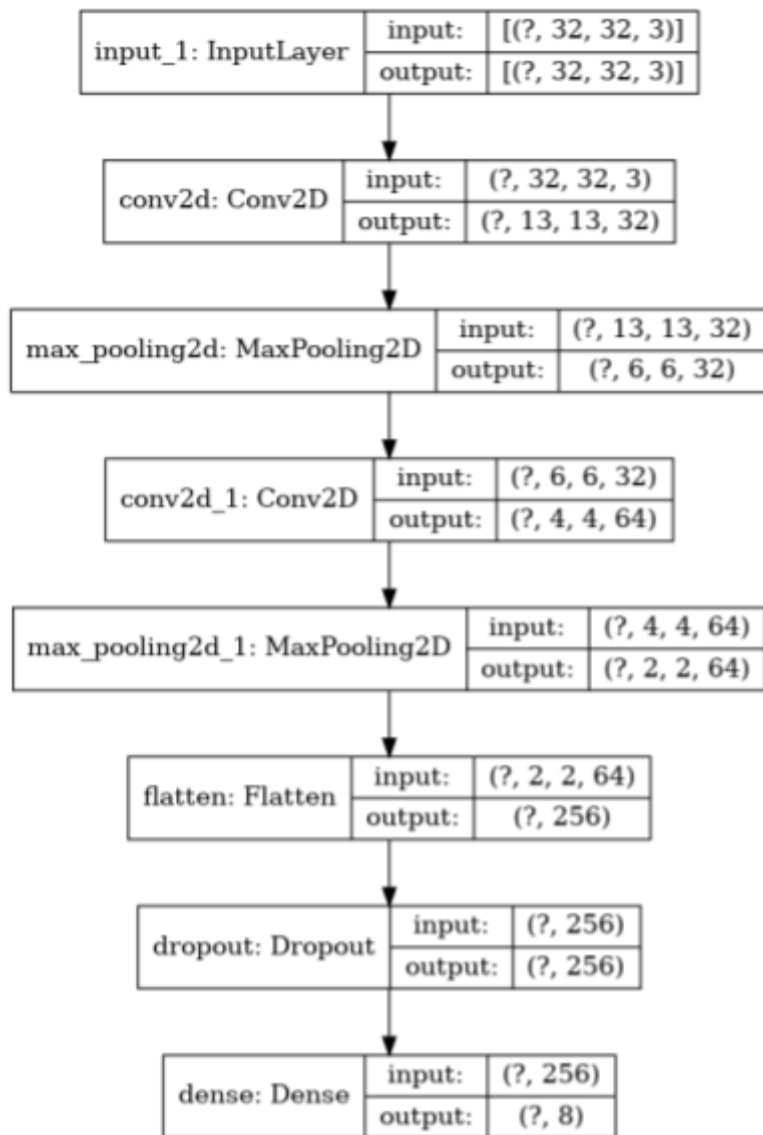 input_1: InputLayer
input: [(?, 32, 32, 3)]
output: [(?, 32, 32, 3)]
conv2d: Conv2D
input: (?, 32, 32, 3)
output: (?, 13, 13, 32)
max_pooling2d: MaxPooling2D
input: (?, 13, 13, 32)
output: (?, 6, 6, 32)
conv2d_1: Conv2D
input: (?, 6, 6, 32)
output: (?, 4, 4, 64)
max_pooling2d_1: MaxPooling2D
input: (?, 4, 4, 64)
output: (?, 2, 2, 64)
flatten: Flatten
input: (?, 2, 2, 64)
output: (?, 256)
dropout: Dropout
input: (?, 256)
output: (?, 256)
dense: Dense
input: (?, 256)
output: (?, 8)